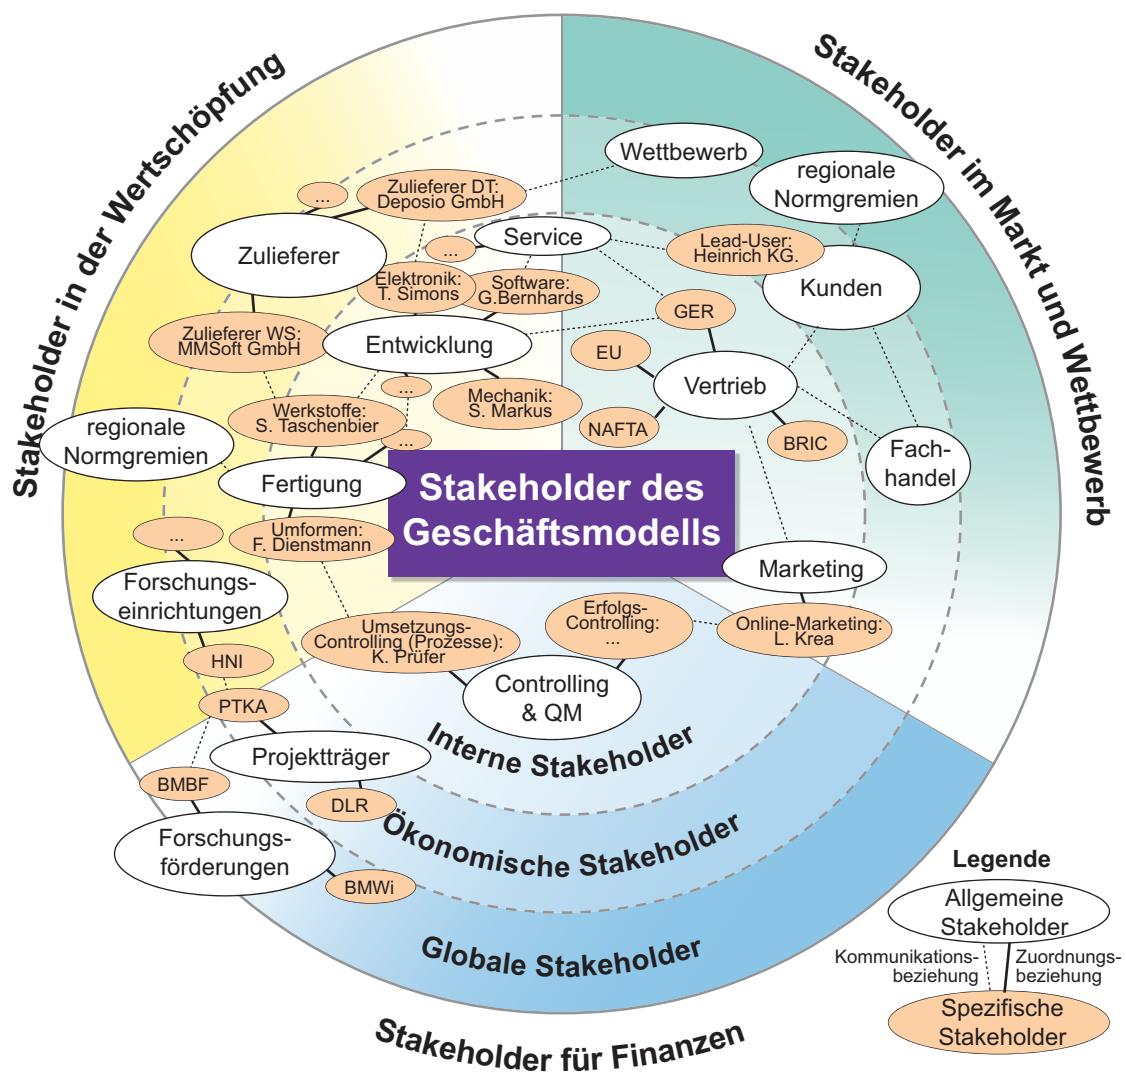 Stakeholder in der Wertschöpfung
Stakeholder im Markt und Wettbewerb
Wettbewerb
regionale
Normgremien
Zulieferer DT:
Deposio GmbH
...
Zulieferer
Service
...
Lead-User:
Heinrich KG.
Kunden
Elektronik:
T. Simons
Software:
G.Bernhards
GER
Zulieferer WS:
MMSoft GmbH
Entwicklung
EU
Vertrieb
...
Mechanik:
S. Markus
Werkstoffe:
S. Taschenbier
...
NAFTA
BRIC
regionale
Normgremien
Fach-
handel
Fertigung
Stakeholder des
Geschäftsmodells
...
Umformen:
F. Dienstmann
Forschungs-
einrichtungen
Marketing
Erfolgs-
Controlling:
...
Online-Marketing:
L. Krea
Umsetzungs-
Controlling (Prozesse):
K. Prüfer
HNI
Controlling
& QM
PTKA
Interne Stakeholder
Projektträger
BMBF
DLR
Ökonomische Stakeholder
Forschungs-
förderungen
BMWi
Globale Stakeholder
Stakeholder für Finanzen
Legende
Allgemeine
Stakeholder
Kommunikations-
beziehung
Zuordnungs-
beziehung
Spezifische
Stakeholder